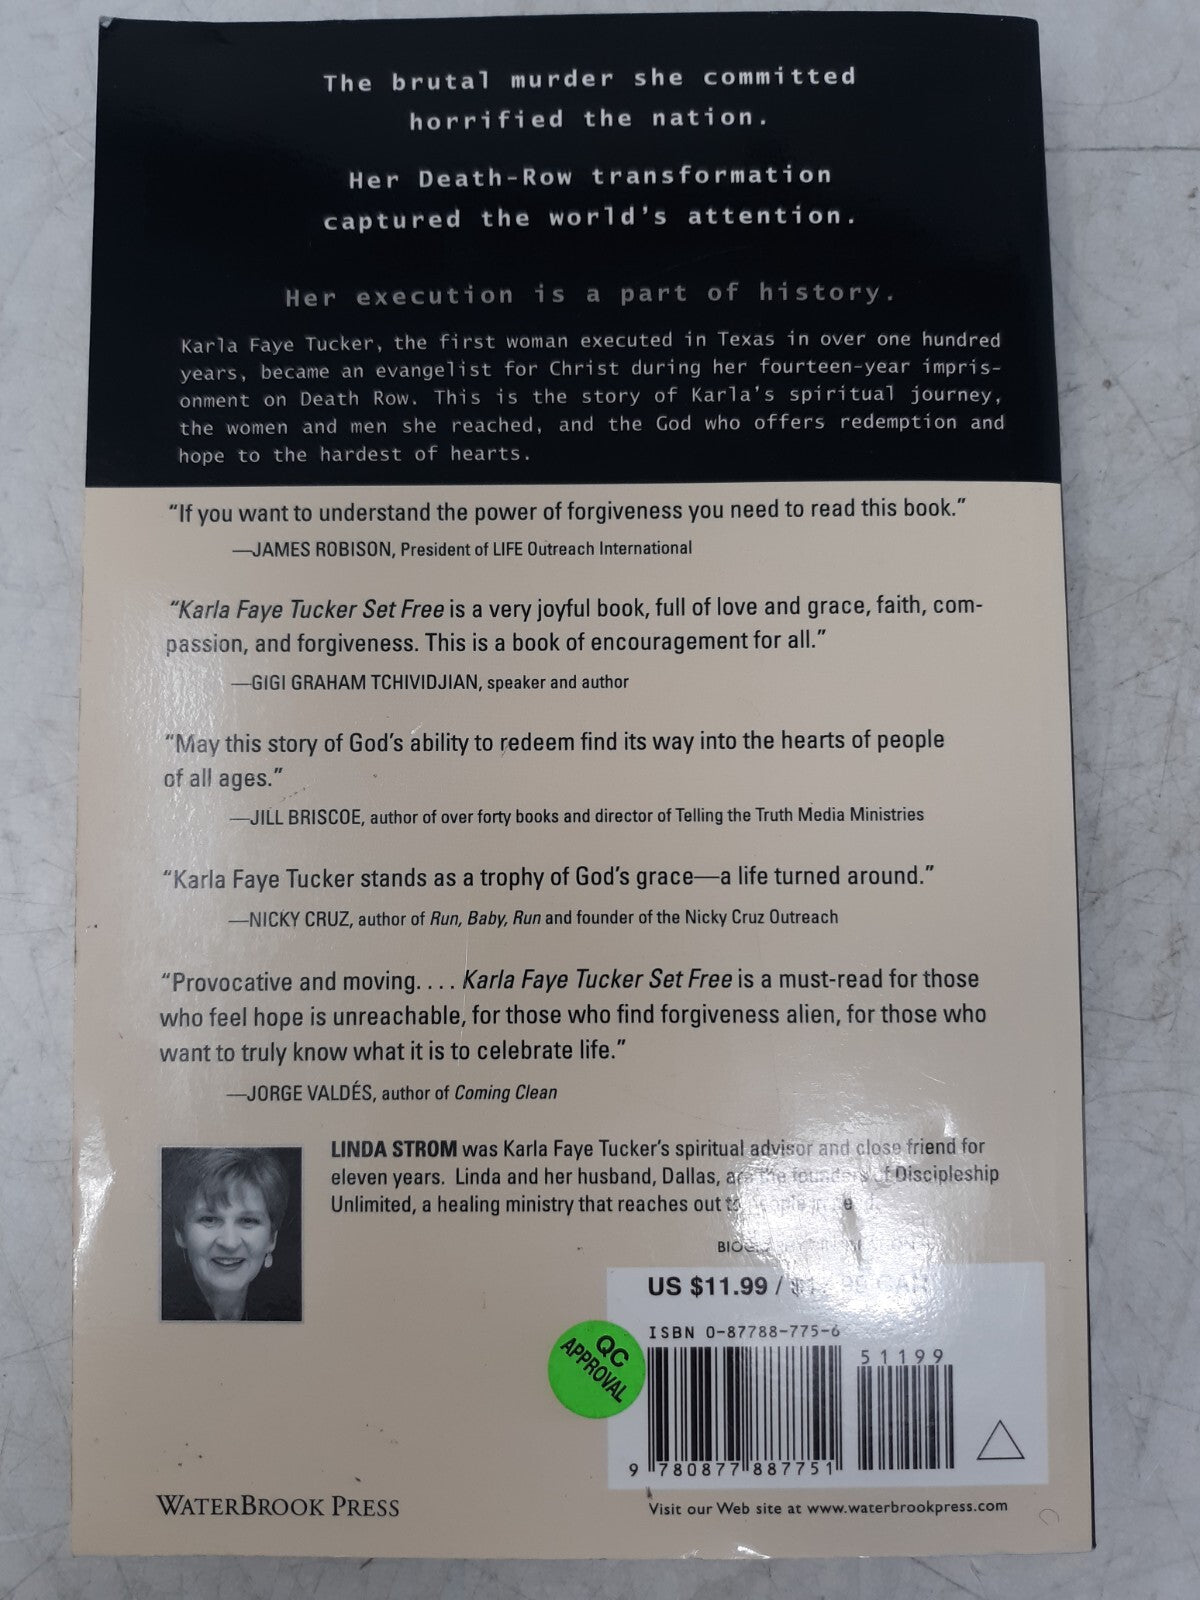 The brutal murder she committed
horrified the nation.
Her Death-Row transformation
captured the world's attention.
Her execution is a part of history.
Karla Faye Tucker, the first woman executed in Texas in over one hundred
years, became an evangelist for Christ during her fourteen-year impris-
onment on Death Row. This is the story of Karla's spiritual journey,
the women and men she reached, and the God who offers redemption and
hope to the hardest of hearts.
“If you want to understand the power of forgiveness you need to read this book.”
—JAMES ROBISON, President of LIFE Outreach International
“Karla Faye Tucker Set Free is a very joyful book, full of love and grace, faith, com-
passion, and forgiveness. This is a book of encouragement for all.”
—GIGI GRAHAM TCHIVIDJIAN, speaker and author
“May this story of God's ability to redeem find its way into the hearts of people
of all ages.”
—JILL BRISCOE, author of over forty books and director of Telling the Truth Media Ministries
“Karla Faye Tucker stands as a trophy of God's grace—a life turned around.”
—NICKY CRUZ, author of Run, Baby, Run and founder of the Nicky Cruz Outreach
“Provocative and moving. . . . Karla Faye Tucker Set Free is a must-read for those
who feel hope is unreachable, for those who find forgiveness alien, for those who
want to truly know what it is to celebrate life.”
—JORGE VALDÉS, author of Coming Clean
LINDA STROM was Karla Faye Tucker's spiritual advisor and close friend for
eleven years. Linda and her husband, Dallas, are the founders of Discipleship
Unlimited, a healing ministry that reaches out to people in
US $11.99 / CAN
ISBN 0-87788-775-6
51199
QC
APPROVAL
9 780877 887751
WATERBROOK PRESS
Visit our Web site at www.waterbrookpress.com